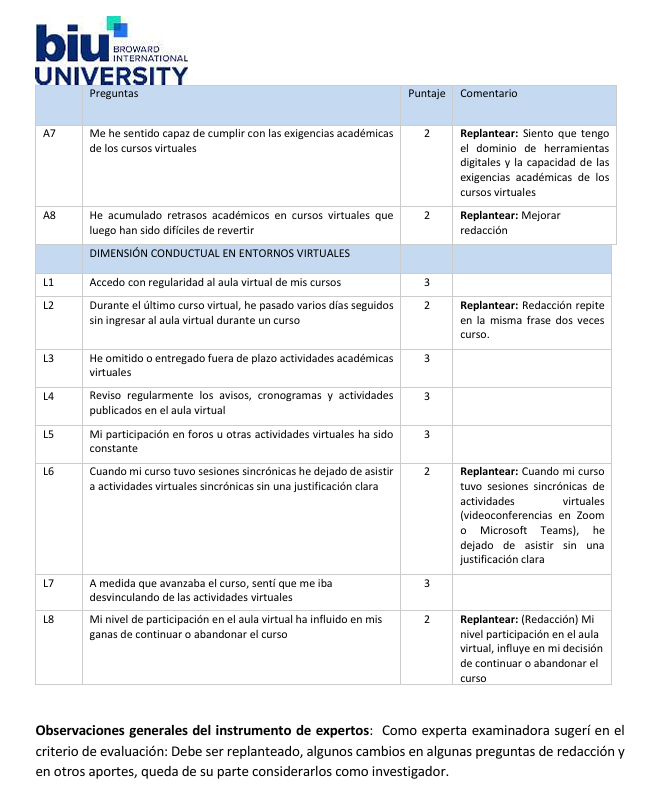 biu
BROWARD
INTERNATIONAL
UNIVERSITY
Preguntas Puntaje Comentario
A7 Me he sentido capaz de cumplir con las exigencias académicas 2 Replantear: Siento que tengo
de los cursos virtuales el dominio de herramientas
digitales y la capacidad de las
exigencias académicas de los
cursos virtuales
A8 He acumulado retrasos académicos en cursos virtuales que 2 Replantear: Mejorar
luego han sido difíciles de revertir redacción
DIMENSIÓN CONDUCTUAL EN ENTORNOS VIRTUALES
L1 Accedo con regularidad al aula virtual de mis cursos 3
L2 Durante el último curso virtual, he pasado varios días seguidos 2 Replantear: Redacción repite
sin ingresar al aula virtual durante un curso en la misma frase dos veces
curso.
L3 He omitido o entregado fuera de plazo actividades académicas 3
virtuales
L4 Reviso regularmente los avisos, cronogramas y actividades 3
publicados en el aula virtual
L5 Mi participación en foros u otras actividades virtuales ha sido 3
constante
L6 Cuando mi curso tuvo sesiones sincrónicas he dejado de asistir 2 Replantear: Cuando mi curso
a actividades virtuales sincrónicas sin una justificación clara tuvo sesiones sincrónicas de
actividades virtuales
(videoconferencias en Zoom
o Microsoft Teams), he
dejado de asistir sin una
justificación clara
L7 A medida que avanzaba el curso, sentí que me iba 3
desvinculando de las actividades virtuales
L8 Mi nivel de participación en el aula virtual ha influido en mis 2 Replantear: (Redacción) Mi
ganas de continuar o abandonar el curso nivel participación en el aula
virtual, influye en mi decisión
de continuar o abandonar el
curso
Observaciones generales del instrumento de expertos: Como experta examinadora sugerí en el
criterio de evaluación: Debe ser replanteado, algunos cambios en algunas preguntas de redacción y
en otros aportes, queda de su parte considerarlos como investigador.